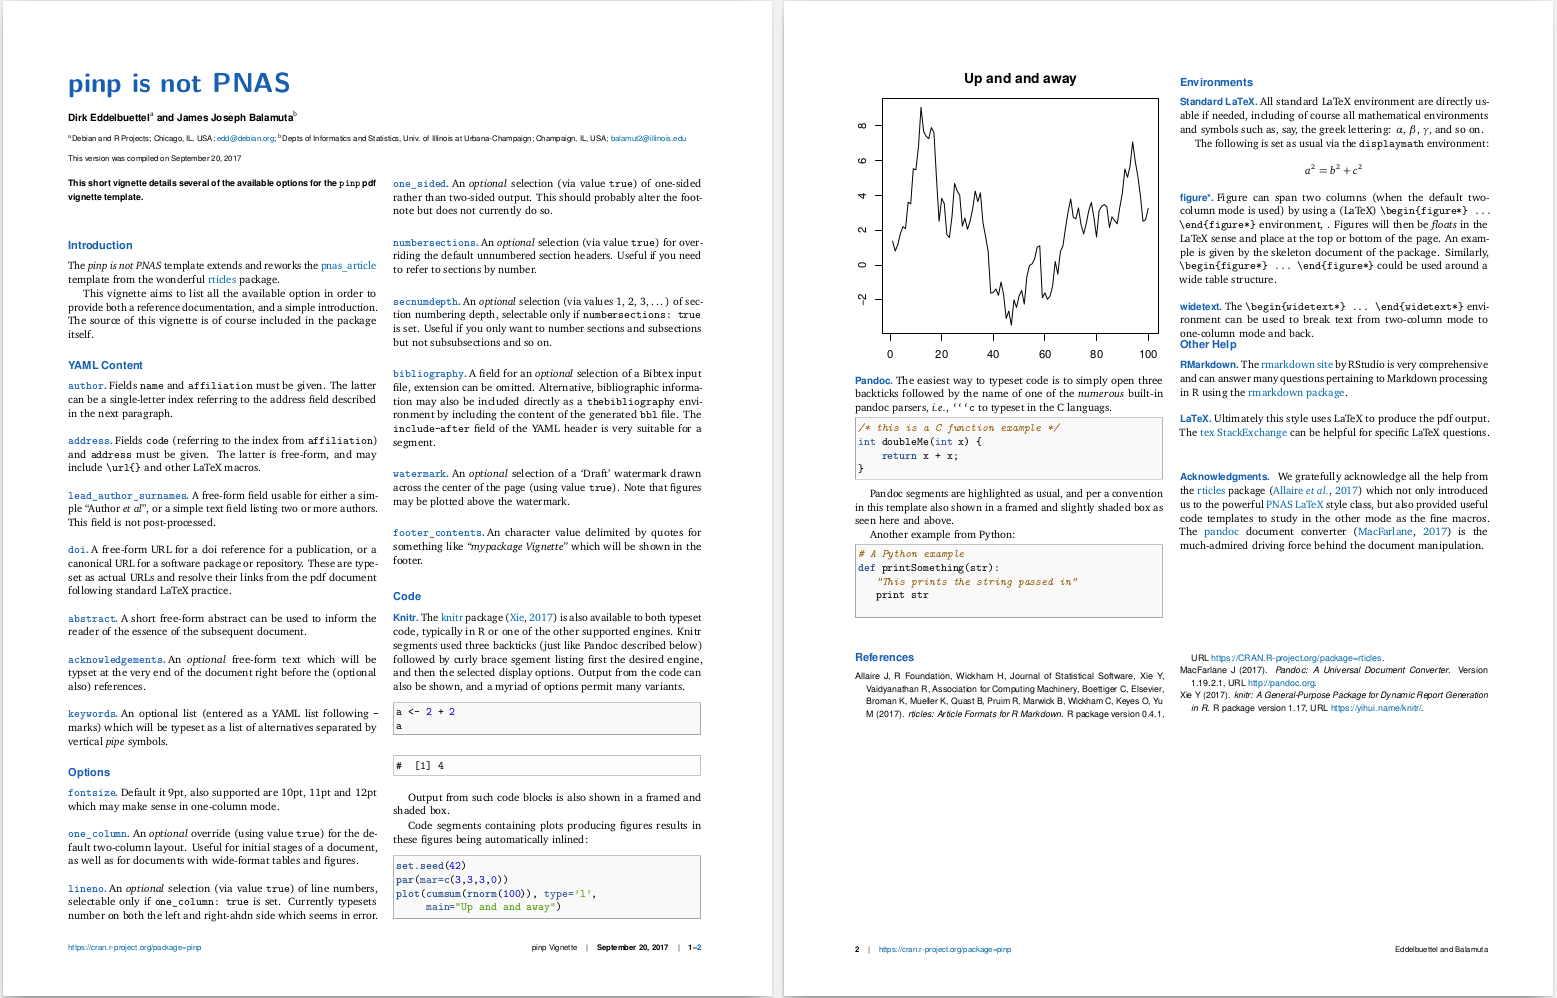 pinp is not PNAS
Dirk Eddelbuettelᵃ and James Joseph Balamutaᵇ
ᵃDebian and R Projects; Chicago, IL, USA; edd@debian.org; ᵇDepts of Informatics and Statistics, Univ. of Illinois at Urbana-Champaign; Champaign, IL, USA; balamut2@illinois.edu
This version was compiled on September 20, 2017
This short vignette details several of the available options for the pinp pdf
vignette template.
Introduction
The pinp is not PNAS template extends and reworks the pnas_article
template from the wonderful rticles package.
This vignette aims to list all the available option in order to
provide both a reference documentation, and a simple introduction.
The source of this vignette is of course included in the package
itself.
YAML Content
author. Fields name and affiliation must be given. The latter
can be a single-letter index referring to the address field described
in the next paragraph.
address. Fields code (referring to the index from affiliation)
and address must be given. The latter is free-form, and may
include \url{} and other LaTeX macros.
lead_author_surnames. A free-form field usable for either a sim-
ple “Author et al”, or a simple text field listing two or more authors.
This field is not post-processed.
doi. A free-form URL for a doi reference for a publication, or a
canonical URL for a software package or repository. These are type-
set as actual URLs and resolve their links from the pdf document
following standard LaTeX practice.
abstract. A short free-form abstract can be used to inform the
reader of the essence of the subsequent document.
acknowledgements. An optional free-form text which will be
typset at the very end of the document right before the (optional
also) references.
keywords. An optional list (entered as a YAML list following -
marks) which will be typeset as a list of alternatives separated by
vertical pipe symbols.
Options
fontsize. Default it 9pt, also supported are 10pt, 11pt and 12pt
which may make sense in one-column mode.
one_column. An optional override (using value true) for the de-
fault two-column layout. Useful for initial stages of a document,
as well as for documents with wide-format tables and figures.
lineno. An optional selection (via value true) of line numbers,
selectable only if one_column: true is set. Currently typesets
number on both the left and right-ahdn side which seems in error.
one_sided. An optional selection (via value true) of one-sided
rather than two-sided output. This should probably alter the foot-
note but does not currently do so.
numbersections. An optional selection (via value true) for over-
riding the default unnumbered section headers. Useful if you need
to refer to sections by number.
secnumdepth. An optional selection (via values 1, 2, 3, . . . ) of sec-
tion numbering depth, selectable only if numbersections: true
is set. Useful if you only want to number sections and subsections
but not subsubsections and so on.
bibliography. A field for an optional selection of a Bibtex input
file, extension can be omitted. Alternative, bibliographic informa-
tion may also be included directly as a thebibliography envi-
ronment by including the content of the generated bbl file. The
include-after field of the YAML header is very suitable for a
segment.
watermark. An optional selection of a ‘Draft’ watermark drawn
across the center of the page (using value true). Note that figures
may be plotted above the watermark.
footer_contents. An character value delimited by quotes for
something like “mypackage Vignette” which will be shown in the
footer.
Code
Knitr. The knitr package (Xie, 2017) is also available to both typeset
code, typically in R or one of the other supported engines. Knitr
segments used three backticks (just like Pandoc described below)
followed by curly brace sgement listing first the desired engine,
and then the selected display options. Output from the code can
also be shown, and a myriad of options permit many variants.
a <- 2 + 2
a
# [1] 4
Output from such code blocks is also shown in a framed and
shaded box.
Code segments containing plots producing figures results in
these figures being automatically inlined:
set.seed(42)
par(mar=c(3,3,3,0))
plot(cumsum(rnorm(100)), type='l',
main="Up and and away")
https://cran.r-project.org/package=pinp
pinp Vignette | September 20, 2017 | 1–2
Up and and away
8
6
4
2
0
−2
0 20 40 60 80 100
Pandoc. The easiest way to typeset code is to simply open three
backticks followed by the name of one of the numerous built-in
pandoc parsers, i.e., ```c to typeset in the C languags.
/* this is a C function example */
int doubleMe(int x) {
return x + x;
}
Pandoc segments are highlighted as usual, and per a convention
in this template also shown in a framed and slightly shaded box as
seen here and above.
Another example from Python:
# A Python example
def printSomething(str):
"This prints the string passed in"
print str
Environments
Standard LaTeX. All standard LaTeX environment are directly us-
able if needed, including of course all mathematical environments
and symbols such as, say, the greek lettering: α, β, γ, and so on.
The following is set as usual via the displaymath environment:
a² = b² + c²
figure*. Figure can span two columns (when the default two-
column mode is used) by using a (LaTeX) \begin{figure*} ...
\end{figure*} environment, . Figures will then be floats in the
LaTeX sense and place at the top or bottom of the page. An exam-
ple is given by the skeleton document of the package. Similarly,
\begin{figure*} ... \end{figure*} could be used around a
wide table structure.
widetext. The \begin{widetext*} ... \end{widetext*} envi-
ronment can be used to break text from two-column mode to
one-column mode and back.
Other Help
RMarkdown. The rmarkdown site by RStudio is very comprehensive
and can answer many questions pertaining to Markdown processing
in R using the rmarkdown package.
LaTeX. Ultimately this style uses LaTeX to produce the pdf output.
The tex StackExchange can be helpful for specific LaTeX questions.
Acknowledgments. We gratefully acknowledge all the help from
the rticles package (Allaire et al., 2017) which not only introduced
us to the powerful PNAS LaTeX style class, but also provided useful
code templates to study in the other mode as the fine macros.
The pandoc document converter (MacFarlane, 2017) is the
much-admired driving force behind the document manipulation.
References
Allaire J, R Foundation, Wickham H, Journal of Statistical Software, Xie Y,
Vaidyanathan R, Association for Computing Machinery, Boettiger C, Elsevier,
Broman K, Mueller K, Quast B, Pruim R, Marwick B, Wickham C, Keyes O, Yu
M (2017). rticles: Article Formats for R Markdown. R package version 0.4.1,
URL https://CRAN.R-project.org/package=rticles.
MacFarlane J (2017). Pandoc: A Universal Document Converter. Version
1.19.2.1, URL http://pandoc.org.
Xie Y (2017). knitr: A General-Purpose Package for Dynamic Report Generation
in R. R package version 1.17, URL https://yihui.name/knitr/.
2 | https://cran.r-project.org/package=pinp
Eddelbuettel and Balamuta